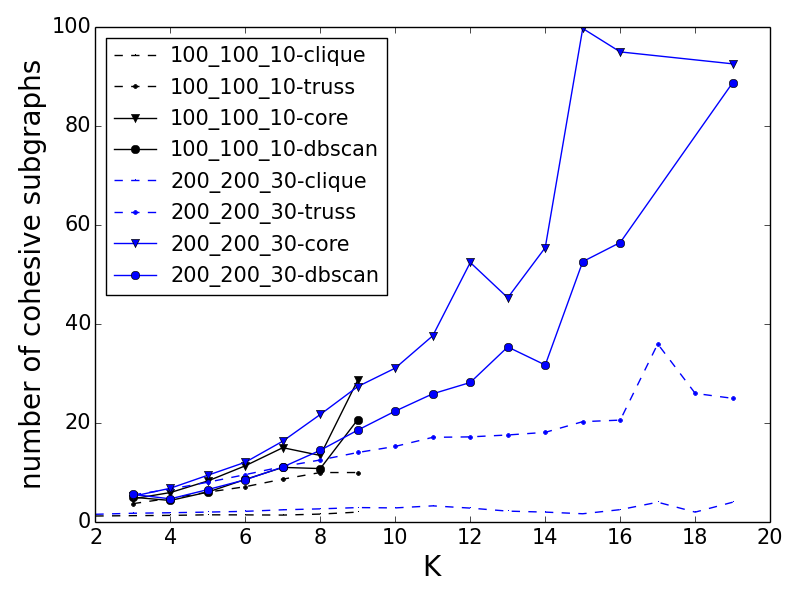 number of cohesive subgraphs
100
80
60
40
20
0
100_100_10-clique
100_100_10-truss
100_100_10-core
100_100_10-dbscan
200_200_30-clique
200_200_30-truss
200_200_30-core
200_200_30-dbscan
2 4 6 8 10 12 14 16 18 20
K